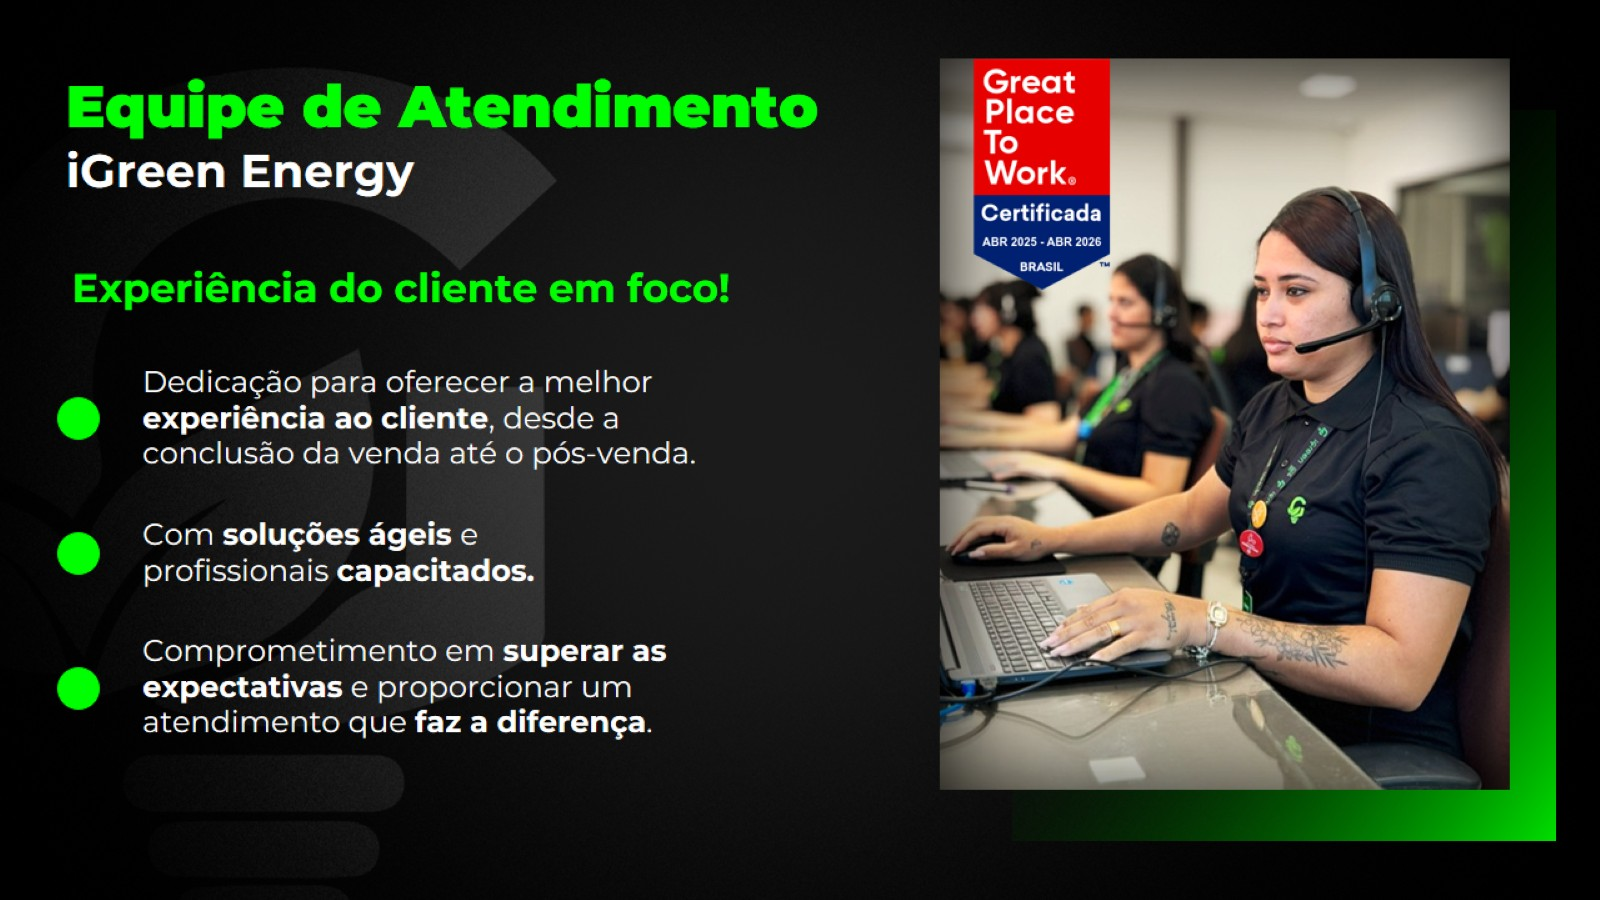 Equipe de Atendimento
iGreen Energy
Experiência do cliente em foco!
Dedicação para oferecer a melhor
experiência ao cliente, desde a
conclusão da venda até o pós-venda.
Com soluções ágeis e
profissionais capacitados.
Comprometimento em superar as
expectativas e proporcionar um
atendimento que faz a diferença.
Great
Place
To
Work®
Certificada
ABR 2025 - ABR 2026
BRASIL ™